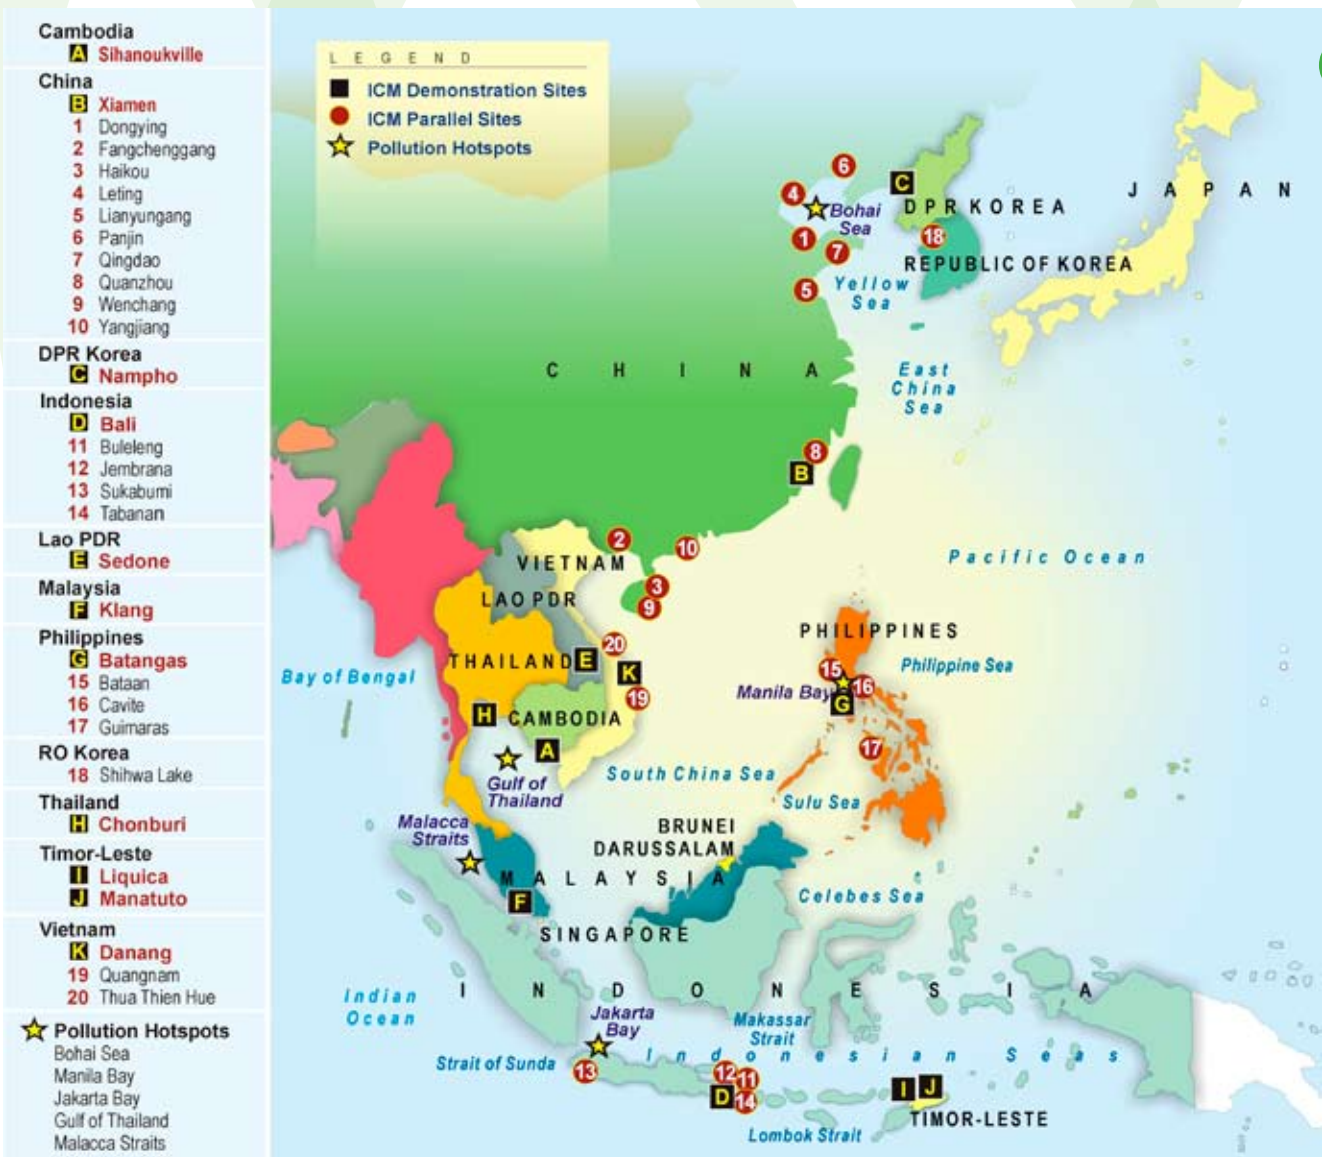 Cambodia
A Sihanoukville
China
B Xiamen
1 Dongying
2 Fangchenggang
3 Haikou
4 Leting
5 Lianyungang
6 Panjin
7 Qingdao
8 Quanzhou
9 Wenchang
10 Yangjiang
DPR Korea
C Nampho
Indonesia
D Bali
11 Buleleng
12 Jembrana
13 Sukabumi
14 Tabanan
Lao PDR
E Sedone
Malaysia
F Klang
Philippines
G Batangas
15 Bataan
16 Cavite
17 Guimaras
RO Korea
18 Shihwa Lake
Thailand
H Chonburi
Timor-Leste
I Liquica
J Manatuto
Vietnam
K Danang
19 Quangnam
20 Thua Thien Hue
Pollution Hotspots
Bohai Sea
Manila Bay
Jakarta Bay
Gulf of Thailand
Malacca Straits
LEGEND
ICM Demonstration Sites
ICM Parallel Sites
Pollution Hotspots
6
4
C
JAPAN
Bohai
Sea
DPR KOREA
1
18
7
REPUBLIC OF KOREA
5
Yellow
Sea
CHINA
East
China
Sea
8
B
2
10
VIETNAM
Pacific Ocean
3
LAO PDR
9
PHILIPPINES
20
THAILAND
E
K
15
Philippine Sea
Bay of Bengal
Manila Bay
16
19
G
H
CAMBODIA
A
17
Gulf of
Thailand
South China Sea
Sulu Sea
Malacca
Straits
BRUNEI
DARUSSALAM
MALAYSIA
Celebes Sea
F
SINGAPORE
INDONESIA
Indian
Ocean
Jakarta
Bay
Makassar
Strait
Indonesian Seas
Strait of Sunda
13
12
11
I
J
D
14
TIMOR-LESTE
Lombok Strait